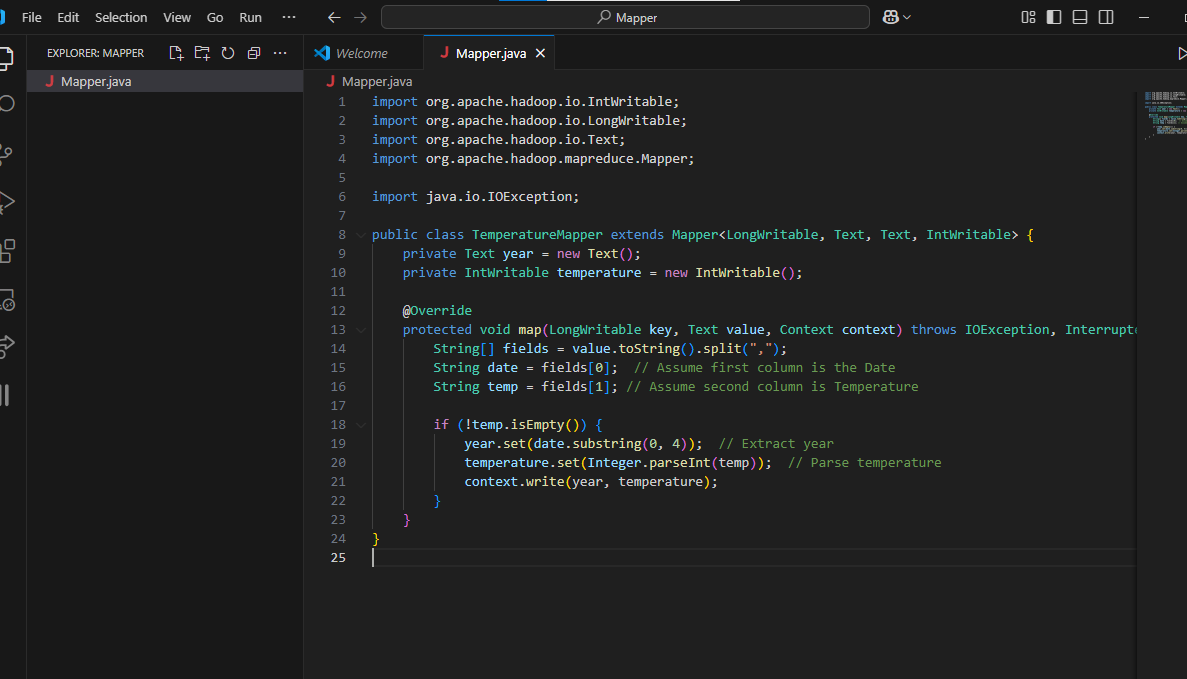 File Edit Selection View Go Run ···
Mapper
EXPLORER: MAPPER ···
Mapper.java
Welcome
Mapper.java
Mapper.java
1 import org.apache.hadoop.io.IntWritable;
2 import org.apache.hadoop.io.LongWritable;
3 import org.apache.hadoop.io.Text;
4 import org.apache.hadoop.mapreduce.Mapper;
5
6 import java.io.IOException;
7
8 public class TemperatureMapper extends Mapper<LongWritable, Text, Text, IntWritable> {
9 private Text year = new Text();
10 private IntWritable temperature = new IntWritable();
11
12 @Override
13 protected void map(LongWritable key, Text value, Context context) throws IOException, Interrupt
14 String[] fields = value.toString().split(",");
15 String date = fields[0];  // Assume first column is the Date
16 String temp = fields[1]; // Assume second column is Temperature
17
18 if (!temp.isEmpty()) {
19 year.set(date.substring(0, 4));  // Extract year
20 temperature.set(Integer.parseInt(temp));  // Parse temperature
21 context.write(year, temperature);
22 }
23 }
24 }
25